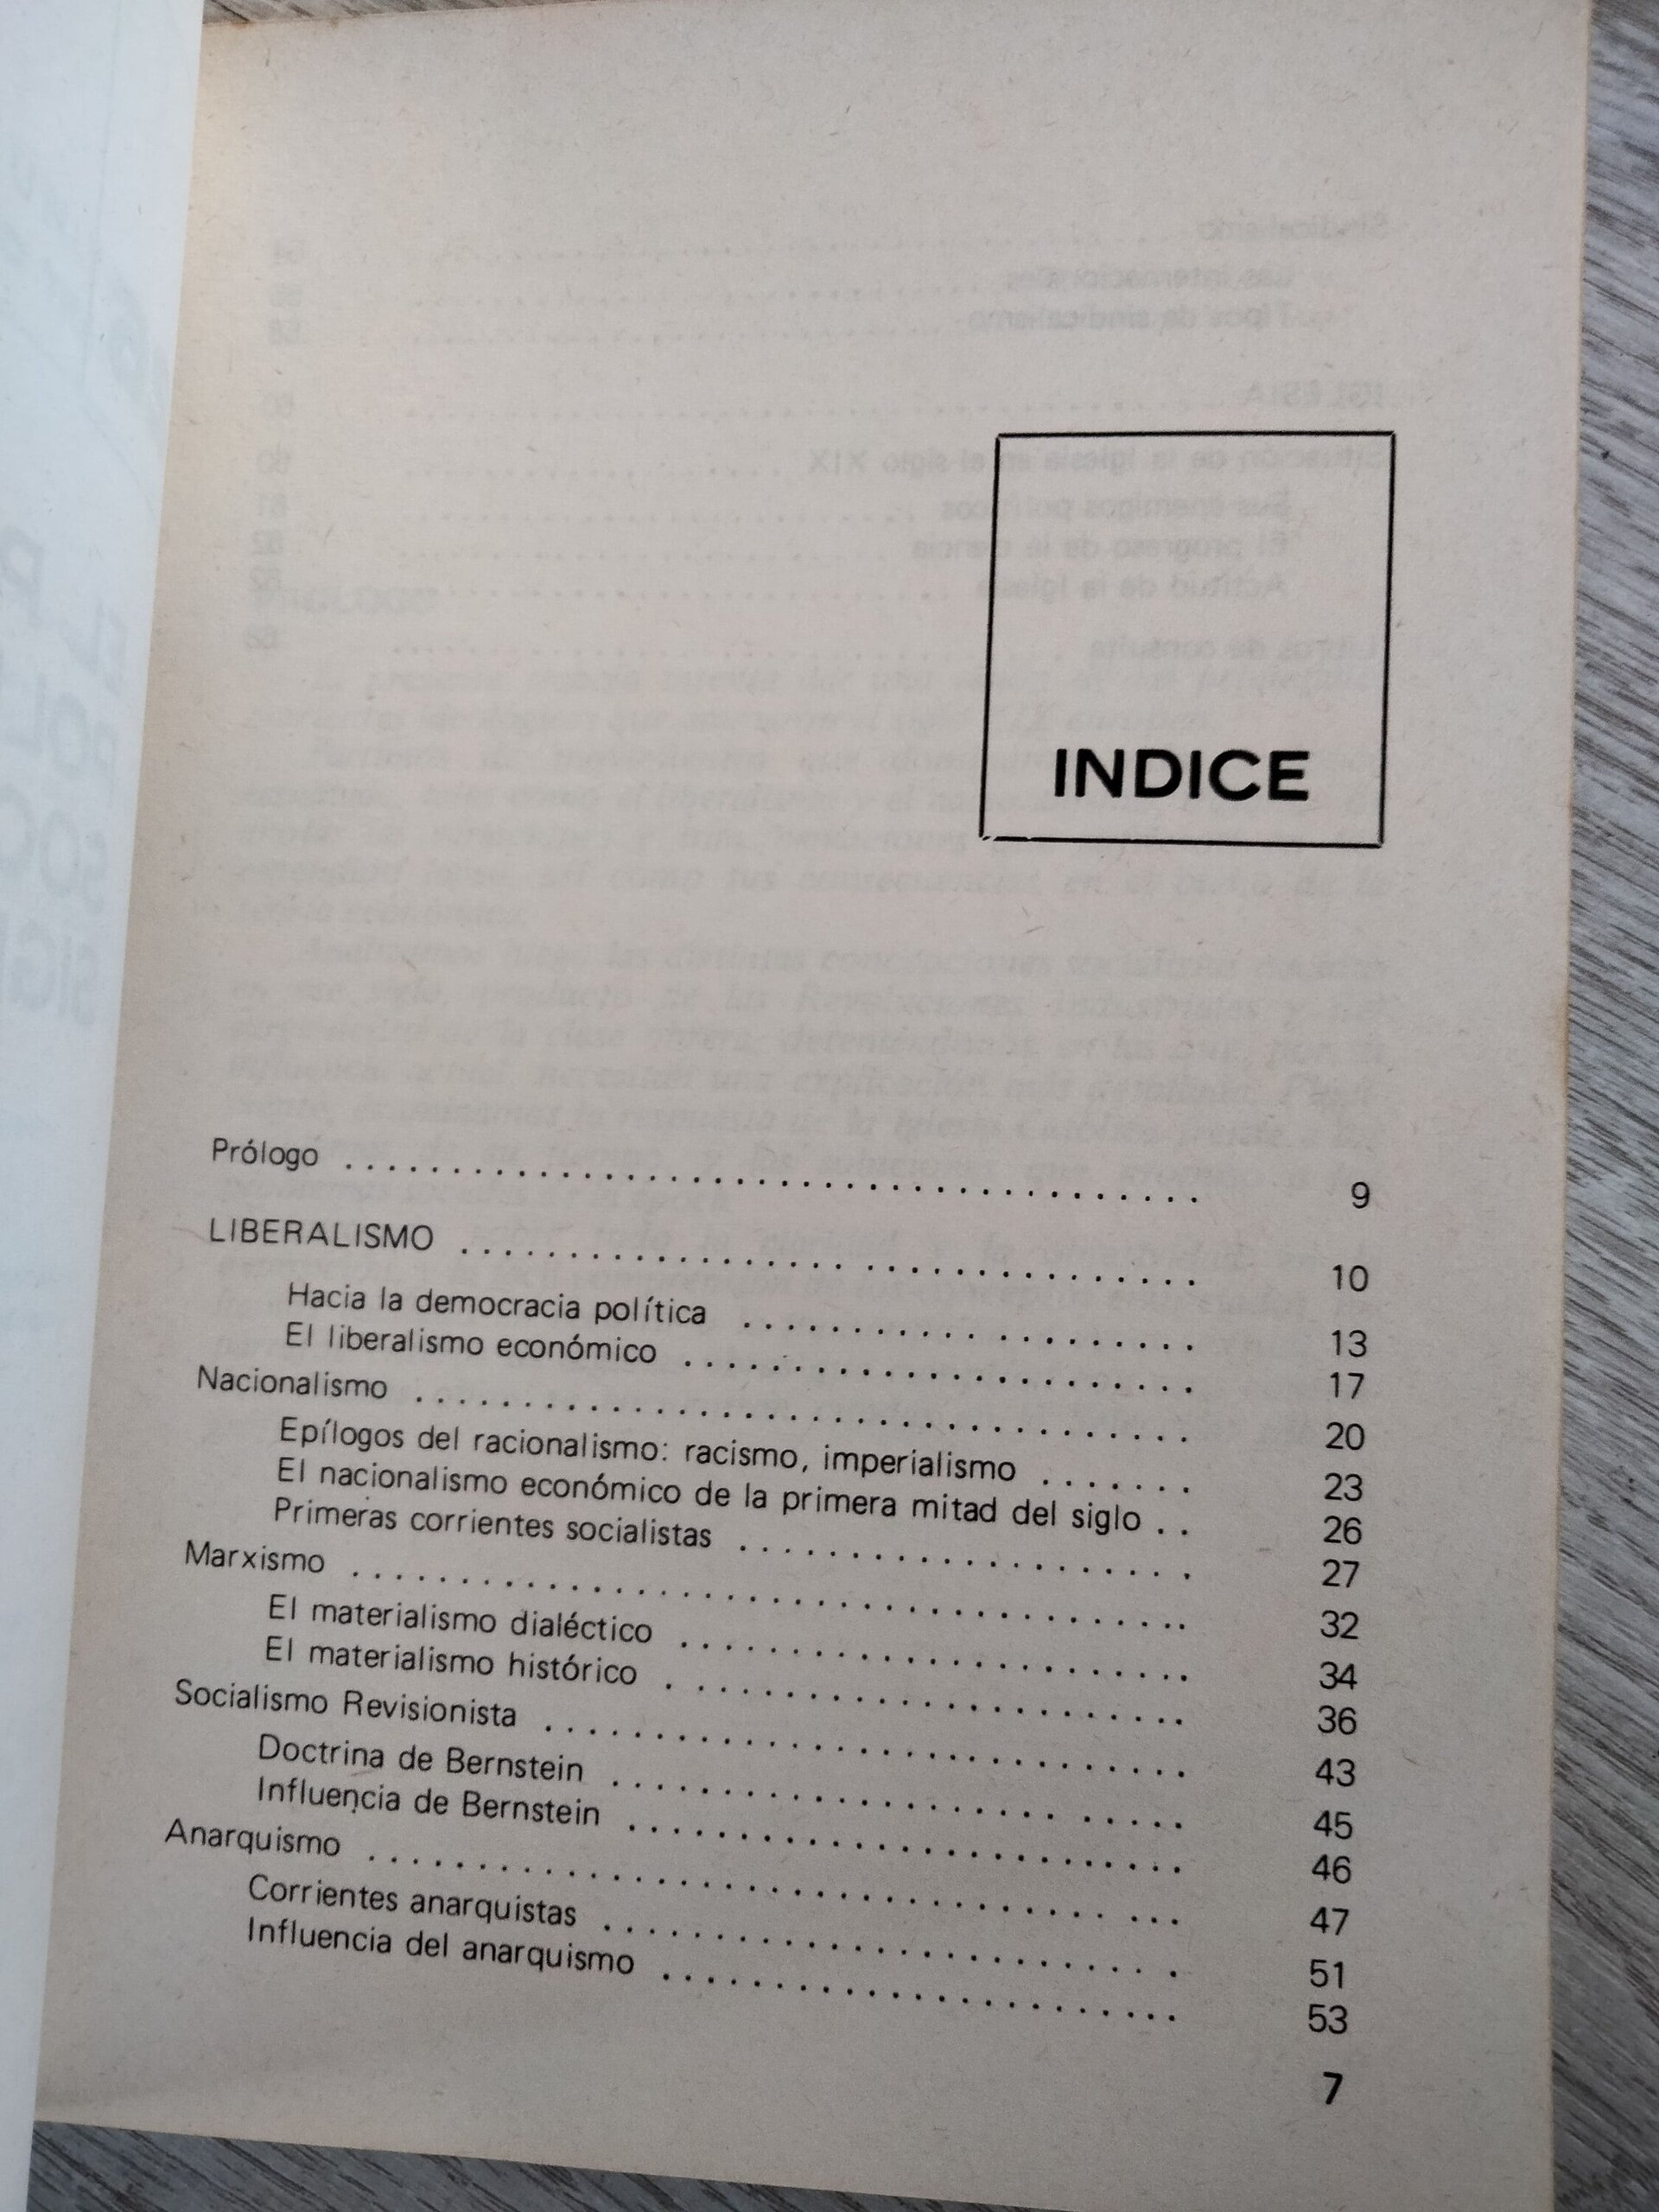 INDICE
Prólogo . . . . . . . . . . . . . . . . . . . . . . . . . . . . . . . . . . . . . . . 9
LIBERALISMO . . . . . . . . . . . . . . . . . . . . . . . . . . . . . . . . . . 10
Hacia la democracia política . . . . . . . . . . . . . . . . . . . . . 13
El liberalismo económico . . . . . . . . . . . . . . . . . . . . . . . . 17
Nacionalismo . . . . . . . . . . . . . . . . . . . . . . . . . . . . . . . . . . . . 20
Epílogos del racionalismo: racismo, imperialismo . . . . . . . 23
El nacionalismo económico de la primera mitad del siglo . . 26
Primeras corrientes socialistas . . . . . . . . . . . . . . . . . . . . . 27
Marxismo . . . . . . . . . . . . . . . . . . . . . . . . . . . . . . . . . . . . . . . 32
El materialismo dialéctico . . . . . . . . . . . . . . . . . . . . . . . . 34
El materialismo histórico . . . . . . . . . . . . . . . . . . . . . . . . 36
Socialismo Revisionista . . . . . . . . . . . . . . . . . . . . . . . . . . . . . 43
Doctrina de Bernstein . . . . . . . . . . . . . . . . . . . . . . . . . . 45
Influencia de Bernstein . . . . . . . . . . . . . . . . . . . . . . . . . 46
Anarquismo . . . . . . . . . . . . . . . . . . . . . . . . . . . . . . . . . . . . . 47
Corrientes anarquistas . . . . . . . . . . . . . . . . . . . . . . . . . . 51
Influencia del anarquismo . . . . . . . . . . . . . . . . . . . . . . . . 53
7